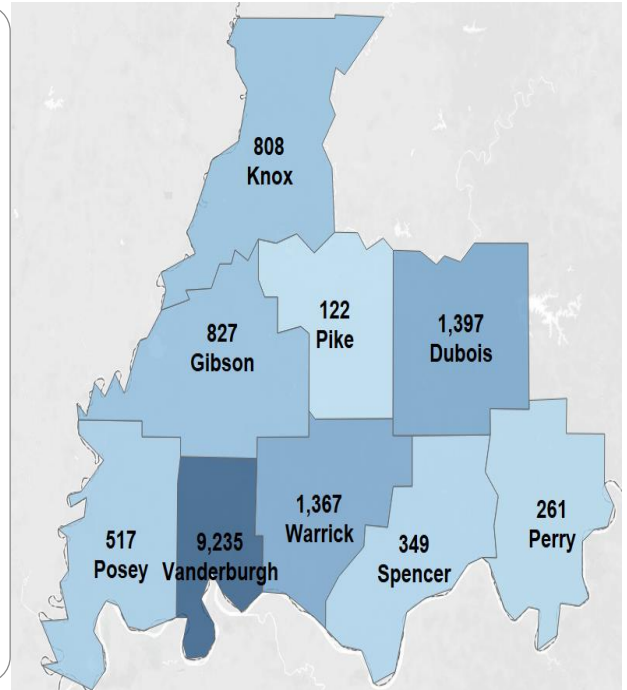 808
Knox
122
Pike
1,397
Dubois
827
Gibson
517
Posey
9,235
Vanderburgh
1,367
Warrick
349
Spencer
261
Perry